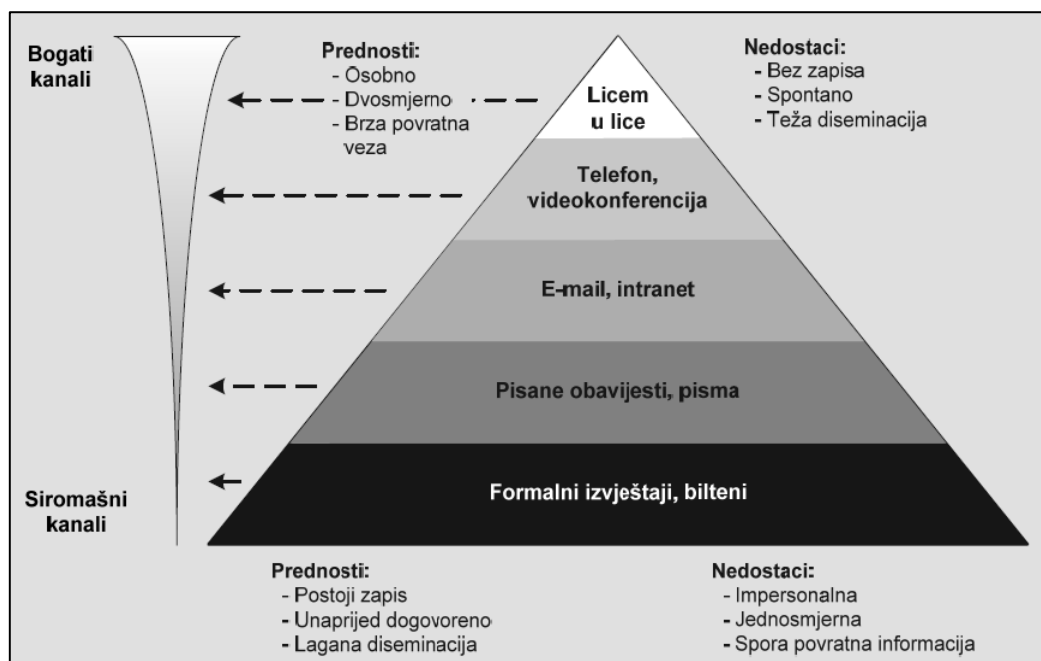 Bogati
kanali
Prednosti:
- Osobno
- Dvosmjerno
- Brza povratna
veza
Licem
u lice
Nedostaci:
- Bez zapisa
- Spontano
- Teža diseminacija
Telefon,
videokonferencija
E-mail, intranet
Pisane obavijesti, pisma
Siromašni
kanali
Formalni izvještaji, bilteni
Prednosti:
- Postoji zapis
- Unaprijed dogovoreno
- Lagana diseminacija
Nedostaci:
- Impersonalna
- Jednosmjerna
- Spora povratna informacija